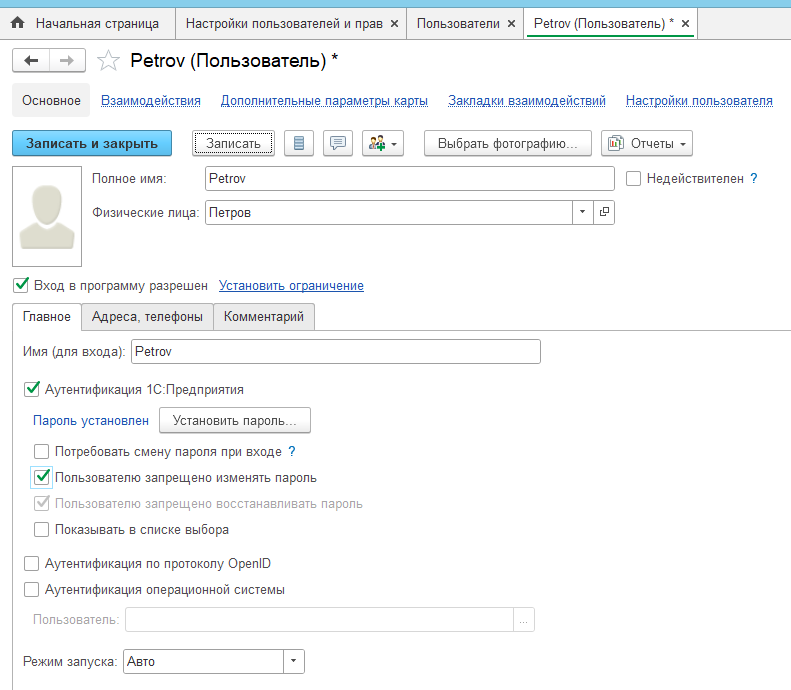 Начальная страница Настройки пользователей и прав × Пользователи × Petrov (Пользователь) * ×
Petrov (Пользователь) *
Основное Взаимодействия Дополнительные параметры карты Закладки взаимодействий Настройки пользователя
Записать и закрыть Записать Выбрать фотографию... Отчеты
Полное имя: Petrov Недействителен ?
Физические лица: Петров
Вход в программу разрешен Установить ограничение
Главное Адреса, телефоны Комментарий
Имя (для входа): Petrov
Аутентификация 1С:Предприятия
Пароль установлен Установить пароль...
Потребовать смену пароля при входе ?
Пользователю запрещено изменять пароль
Пользователю запрещено восстанавливать пароль
Показывать в списке выбора
Аутентификация по протоколу OpenID
Аутентификация операционной системы
Пользователь: ...
Режим запуска: Авто